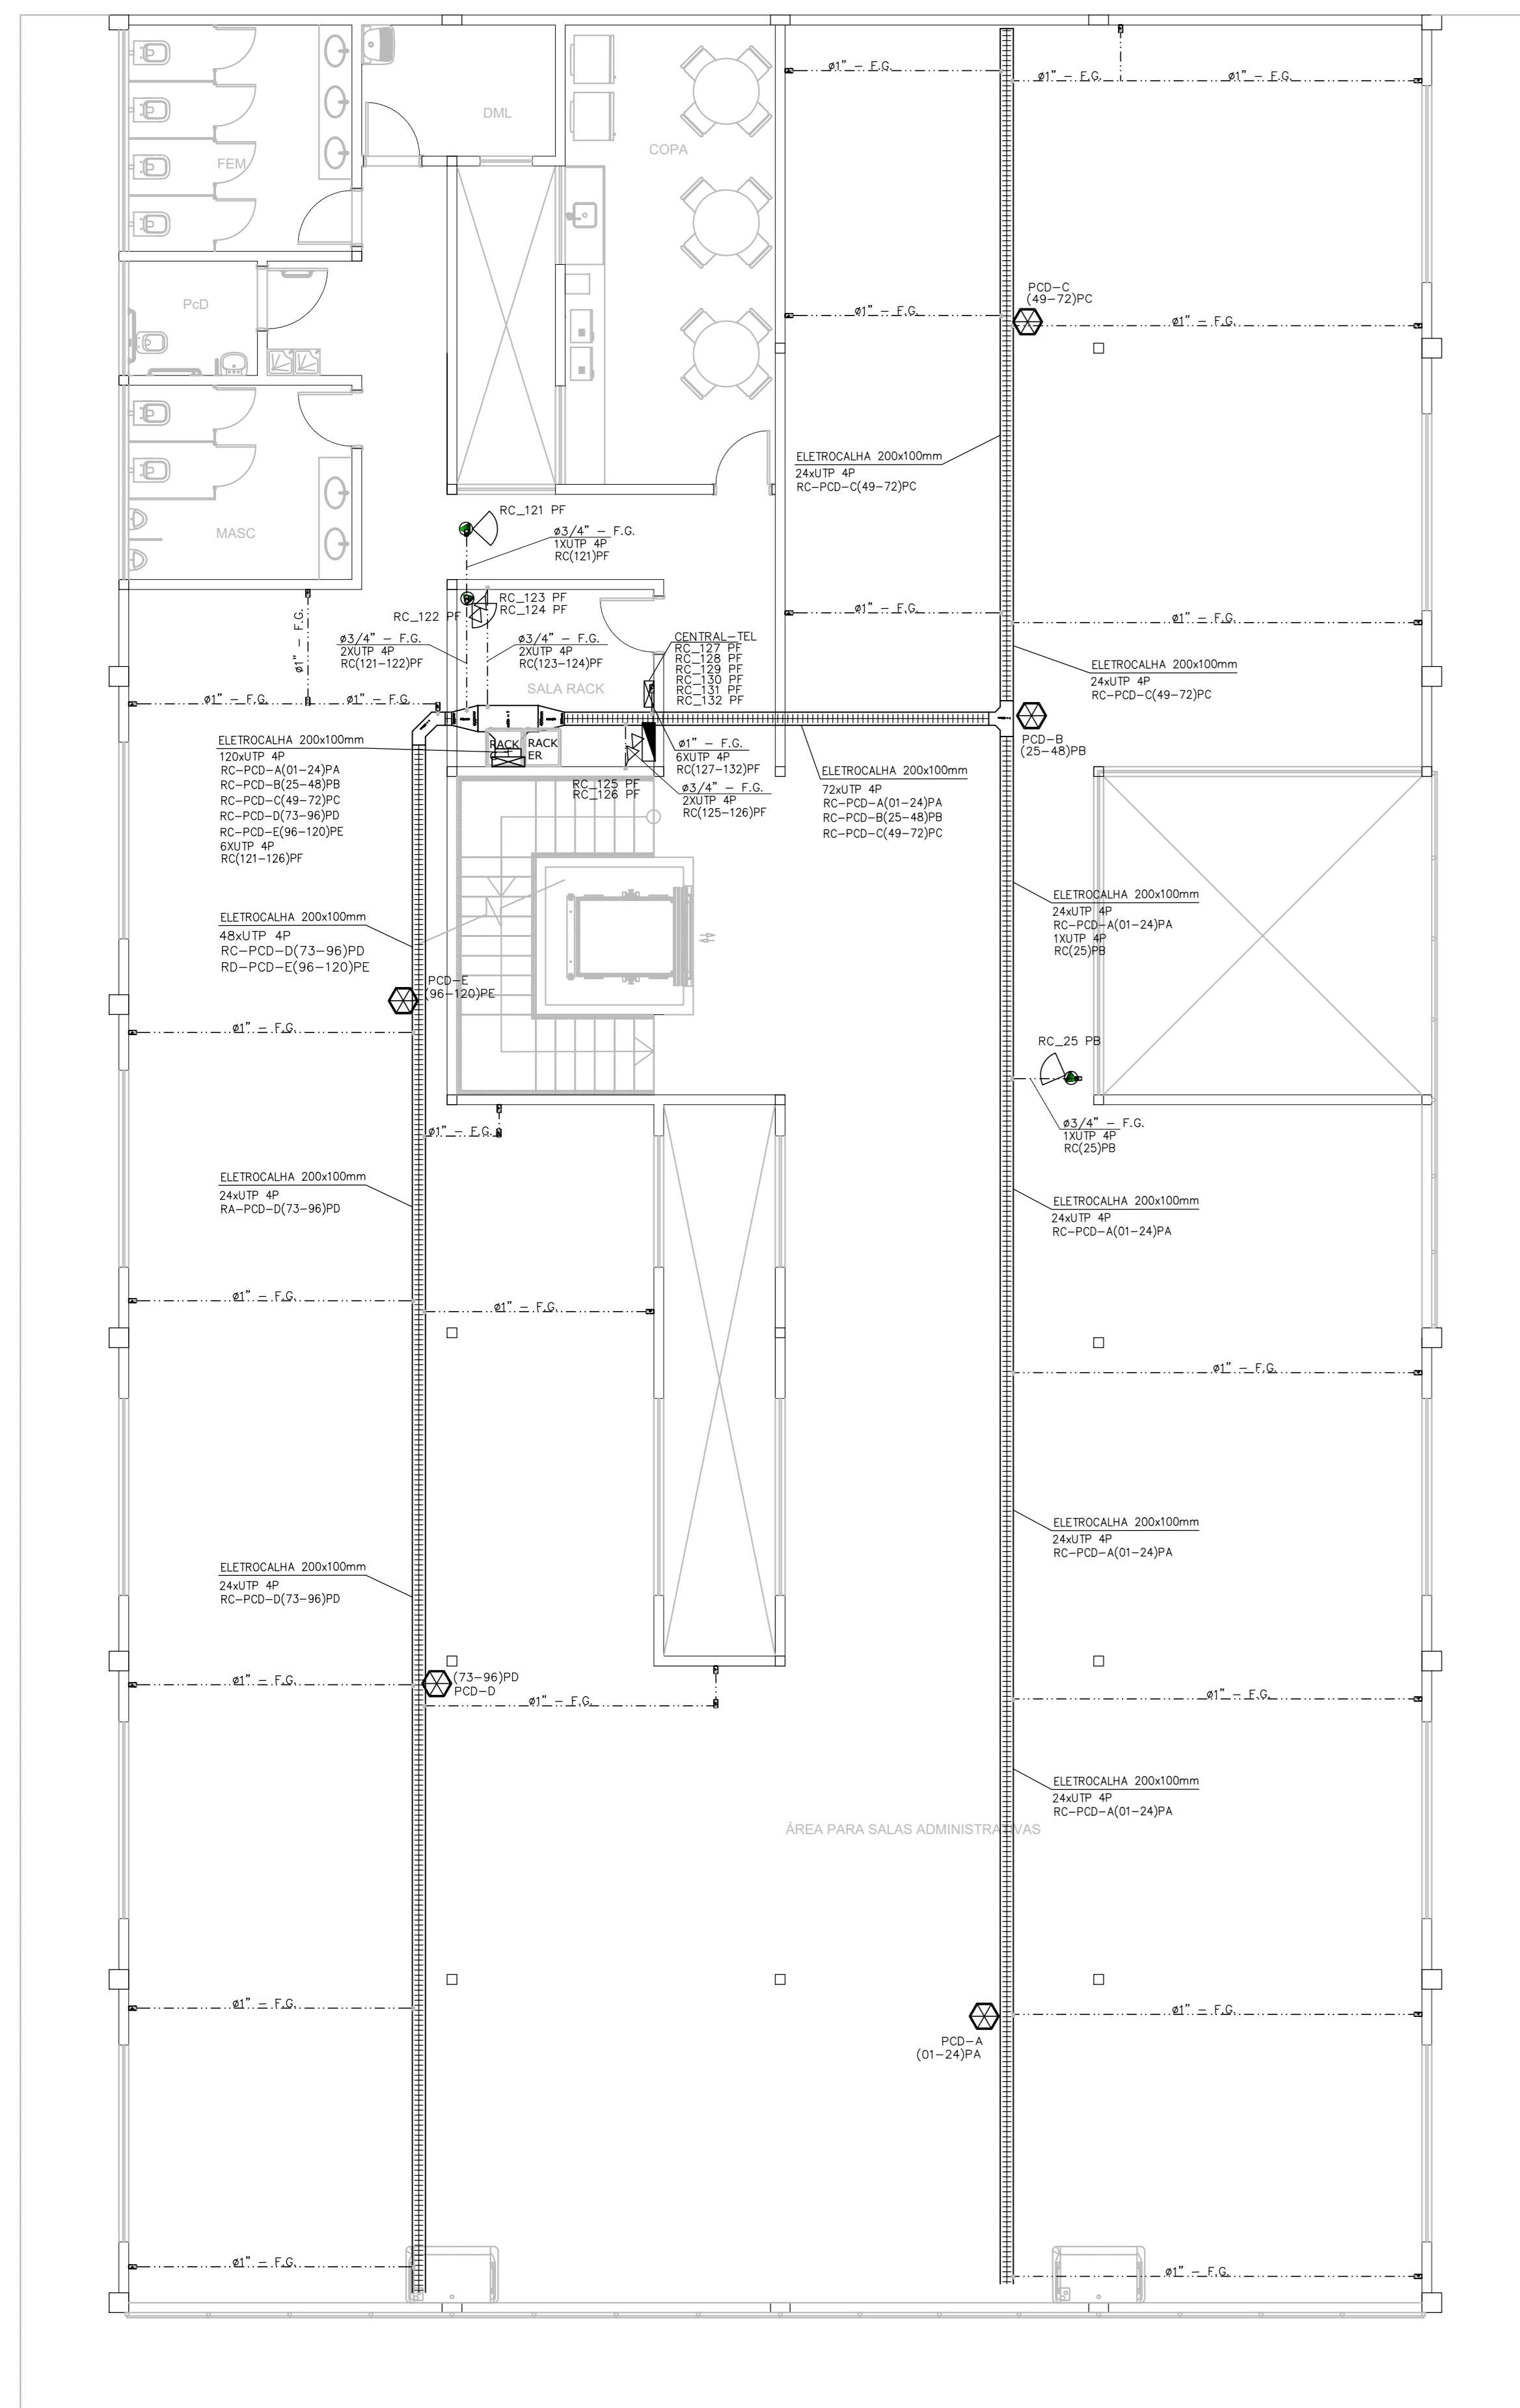 ø1" – F.G.
ø1" – F.G.
ø1" – F.G.
DML
COPA
FEM
PCD-C
(49-72)PC
PcD
ø1" – F.G.
ø1" – F.G.
ELETROCALHA 200x100mm
24xUTP 4P
RC-PCD-C(49-72)PC
RC_121 PF
MASC
ø3/4" – F.G.
1XUTP 4P
RC(121)PF
RC_123 PF
RC_124 PF
RC_122 PF
ø1" – F.G.
ø1" – F.G.
ø1" – F.G.
ø3/4" – F.G.
2XUTP 4P
RC(121-122)PF
ø3/4" – F.G.
2XUTP 4P
RC(123-124)PF
CENTRAL-TEL
RC_127 PF
RC_128 PF
RC_129 PF
RC_130 PF
RC_131 PF
RC_132 PF
ELETROCALHA 200x100mm
24xUTP 4P
RC-PCD-C(49-72)PC
SALA RACK
ø1" – F.G.
ø1" – F.G.
PCD-B
(25-48)PB
RACK
RACK
ER
ELETROCALHA 200x100mm
120xUTP 4P
RC-PCD-A(01-24)PA
RC-PCD-B(25-48)PB
RC-PCD-C(49-72)PC
RC-PCD-D(73-96)PD
RC-PCD-E(96-120)PE
6XUTP 4P
RC(121-126)PF
ø1" – F.G.
6XUTP 4P
RC(127-132)PF
RC_125 PF
RC_126 PF
ø3/4" – F.G.
2XUTP 4P
RC(125-126)PF
ELETROCALHA 200x100mm
72xUTP 4P
RC-PCD-A(01-24)PA
RC-PCD-B(25-48)PB
RC-PCD-C(49-72)PC
ELETROCALHA 200x100mm
24xUTP 4P
RC-PCD-A(01-24)PA
1XUTP 4P
RC(25)PB
ELETROCALHA 200x100mm
48xUTP 4P
RC-PCD-D(73-96)PD
RD-PCD-E(96-120)PE
PCD-E
(96-120)PE
ø1" – F.G.
RC_25 PB
ø3/4" – F.G.
1XUTP 4P
RC(25)PB
ø1" – F.G.
ELETROCALHA 200x100mm
24xUTP 4P
RA-PCD-D(73-96)PD
ELETROCALHA 200x100mm
24xUTP 4P
RC-PCD-A(01-24)PA
ø1" – F.G.
ø1" – F.G.
ø1" – F.G.
ELETROCALHA 200x100mm
24xUTP 4P
RC-PCD-A(01-24)PA
ELETROCALHA 200x100mm
24xUTP 4P
RC-PCD-D(73-96)PD
(73-96)PD
PCD-D
ø1" – F.G.
ø1" – F.G.
ø1" – F.G.
ELETROCALHA 200x100mm
24xUTP 4P
RC-PCD-A(01-24)PA
ÁREA PARA SALAS ADMINISTRATIVAS
ø1" – F.G.
ø1" – F.G.
PCD-A
(01-24)PA
ø1" – F.G.
ø1" – F.G.